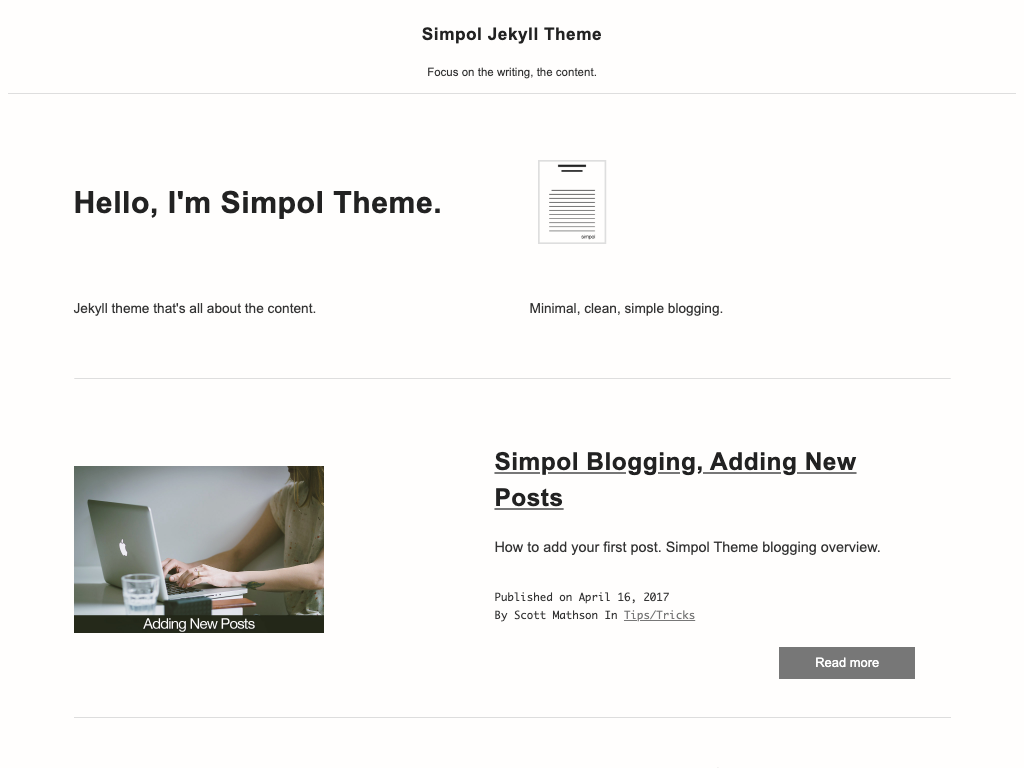 Simpol Jekyll Theme
Focus on the writing, the content.
Hello, I'm Simpol Theme.
simpol
Jekyll theme that's all about the content.
Minimal, clean, simple blogging.
Adding New Posts
Simpol Blogging, Adding New
Posts
How to add your first post. Simpol Theme blogging overview.
Published on April 16, 2017
By Scott Mathson In Tips/Tricks
Read more